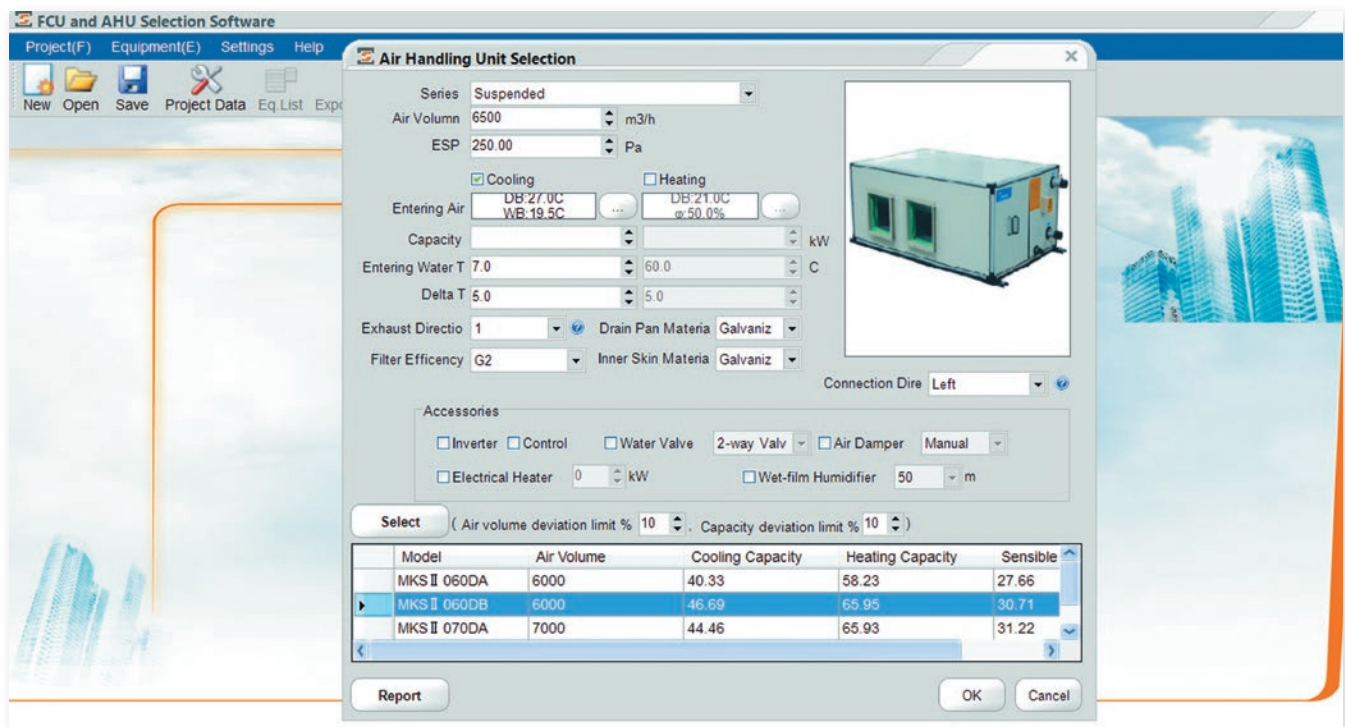 FCU and AHU Selection Software
Project(F) Equipment(E) Settings Help
New Open Save Project Data Eq.List Expo
Air Handling Unit Selection
Series Suspended
Air Volumn 6500 m3/h
ESP 250.00 Pa
Cooling Heating
Entering Air DB:27.0C WB:19.5C ... DB:21.0C φ:50.0% ...
Capacity kW
Entering Water T 7.0 60.0 C
Delta T 5.0 5.0
Exhaust Directio 1 Drain Pan Materia Galvaniz
Filter Efficency G2 Inner Skin Materia Galvaniz
Connection Dire Left
Accessories
Inverter Control Water Valve 2-way Valv Air Damper Manual
Electrical Heater 0 kW Wet-film Humidifier 50 m
Select ( Air volume deviation limit % 10 . Capacity deviation limit % 10 )
Model Air Volume Cooling Capacity Heating Capacity Sensible
MKSⅡ 060DA 6000 40.33 58.23 27.66
MKSⅡ 060DB 6000 46.69 65.95 30.71
MKSⅡ 070DA 7000 44.46 65.93 31.22
Report OK Cancel